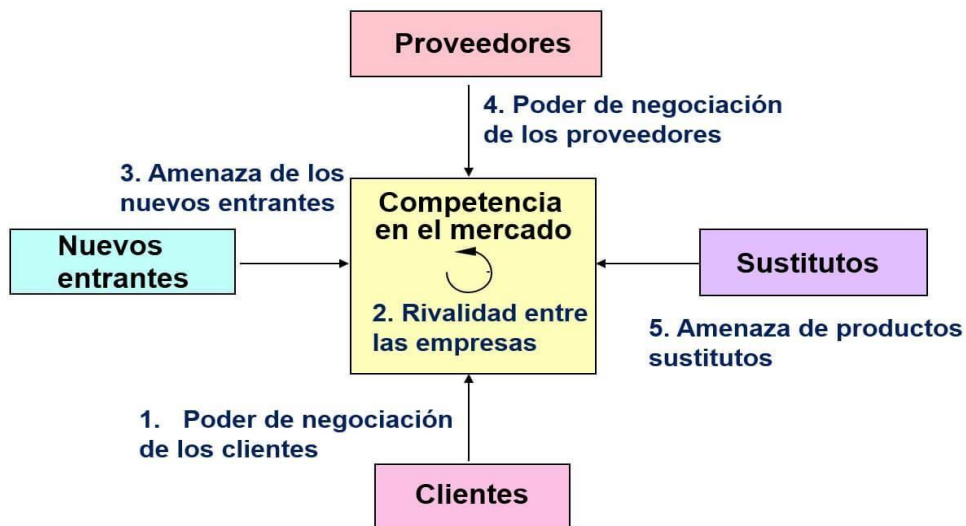 Proveedores
4. Poder de negociación
de los proveedores
3. Amenaza de los
nuevos entrantes
Competencia
en el mercado
Nuevos
entrantes
Sustitutos
2. Rivalidad entre
las empresas
5. Amenaza de productos
sustitutos
1. Poder de negociación
de los clientes
Clientes